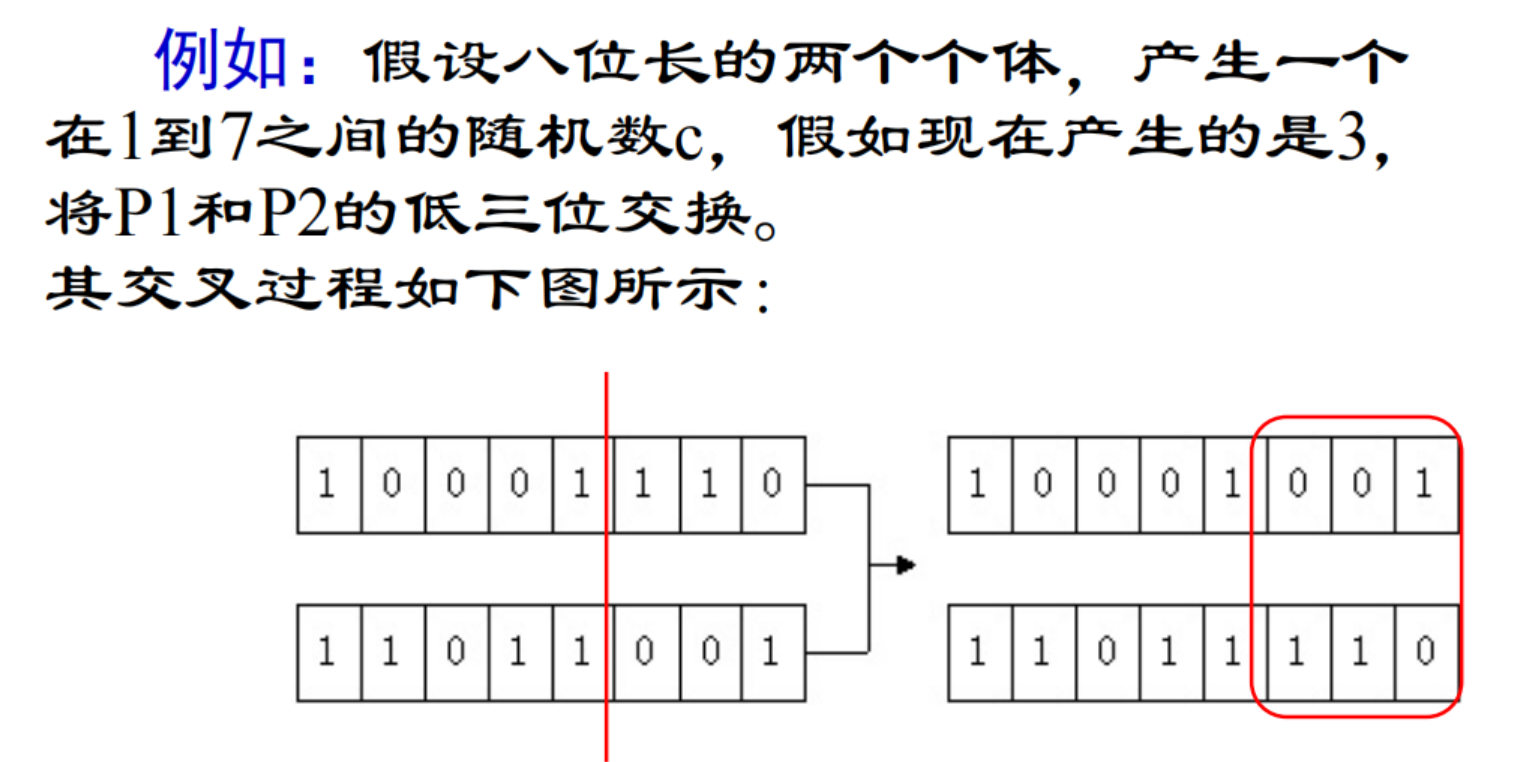 例如：假设八位长的两个个体，产生一个
在1到7之间的随机数c，假如现在产生的是3，
将P1和P2的低三位交换。
其交叉过程如下图所示：
1 0 0 0 1 1 1 0
1 0 0 0 1 0 0 1
1 1 0 1 1 0 0 1
1 1 0 1 1 1 1 0